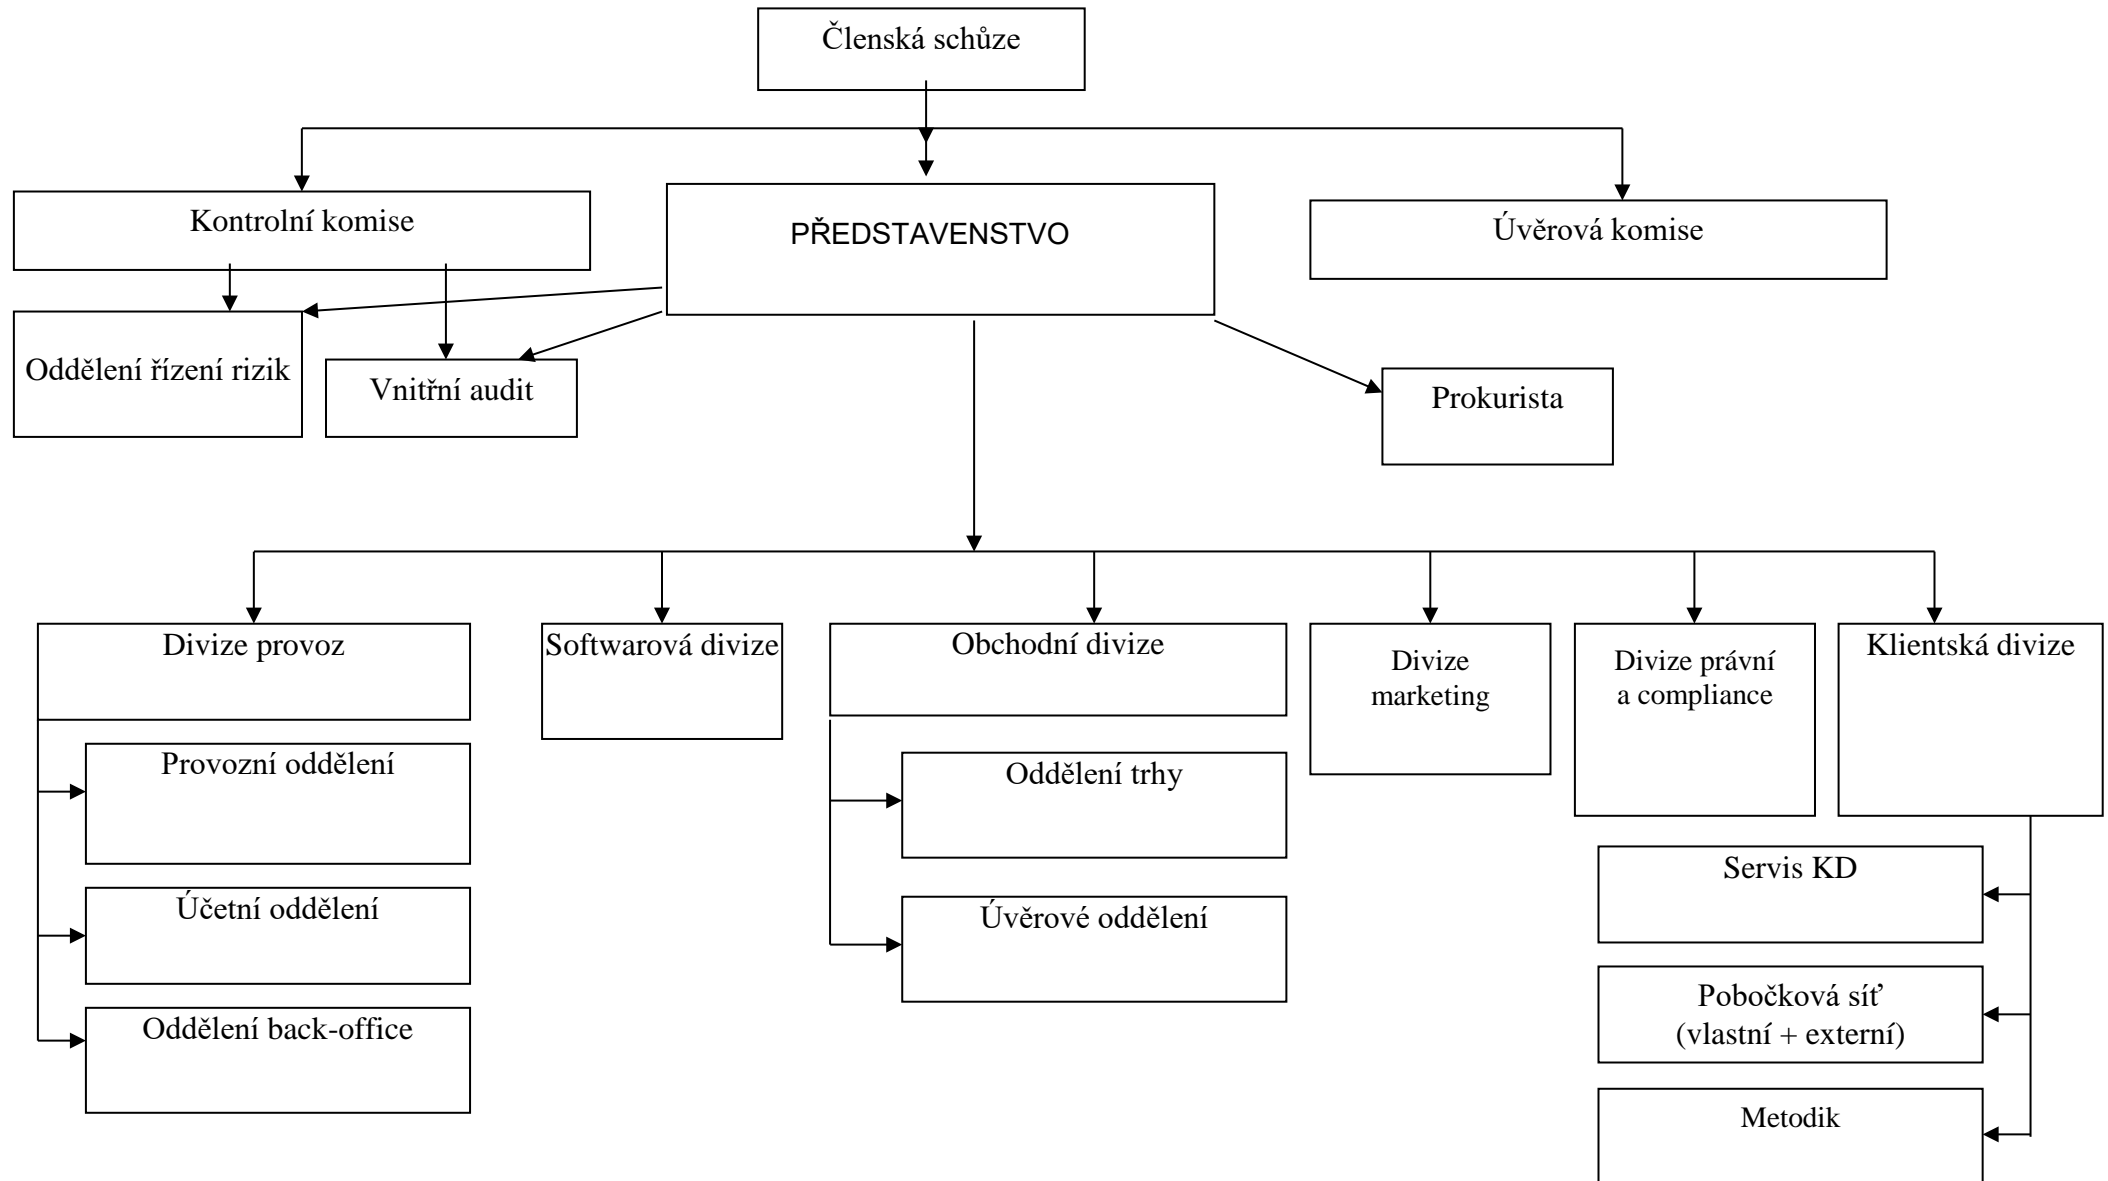 Členská schůze
Kontrolní komise
PŘEDSTAVENSTVO
Úvěrová komise
Oddělení řízení rizik
Vnitřní audit
Prokurista
Divize provoz
Softwarová divize
Obchodní divize
Divize
marketing
Divize právní
a compliance
Klientská divize
Provozní oddělení
Účetní oddělení
Oddělení back-office
Oddělení trhy
Úvěrové oddělení
Servis KD
Pobočková síť
(vlastní + externí)
Metodik